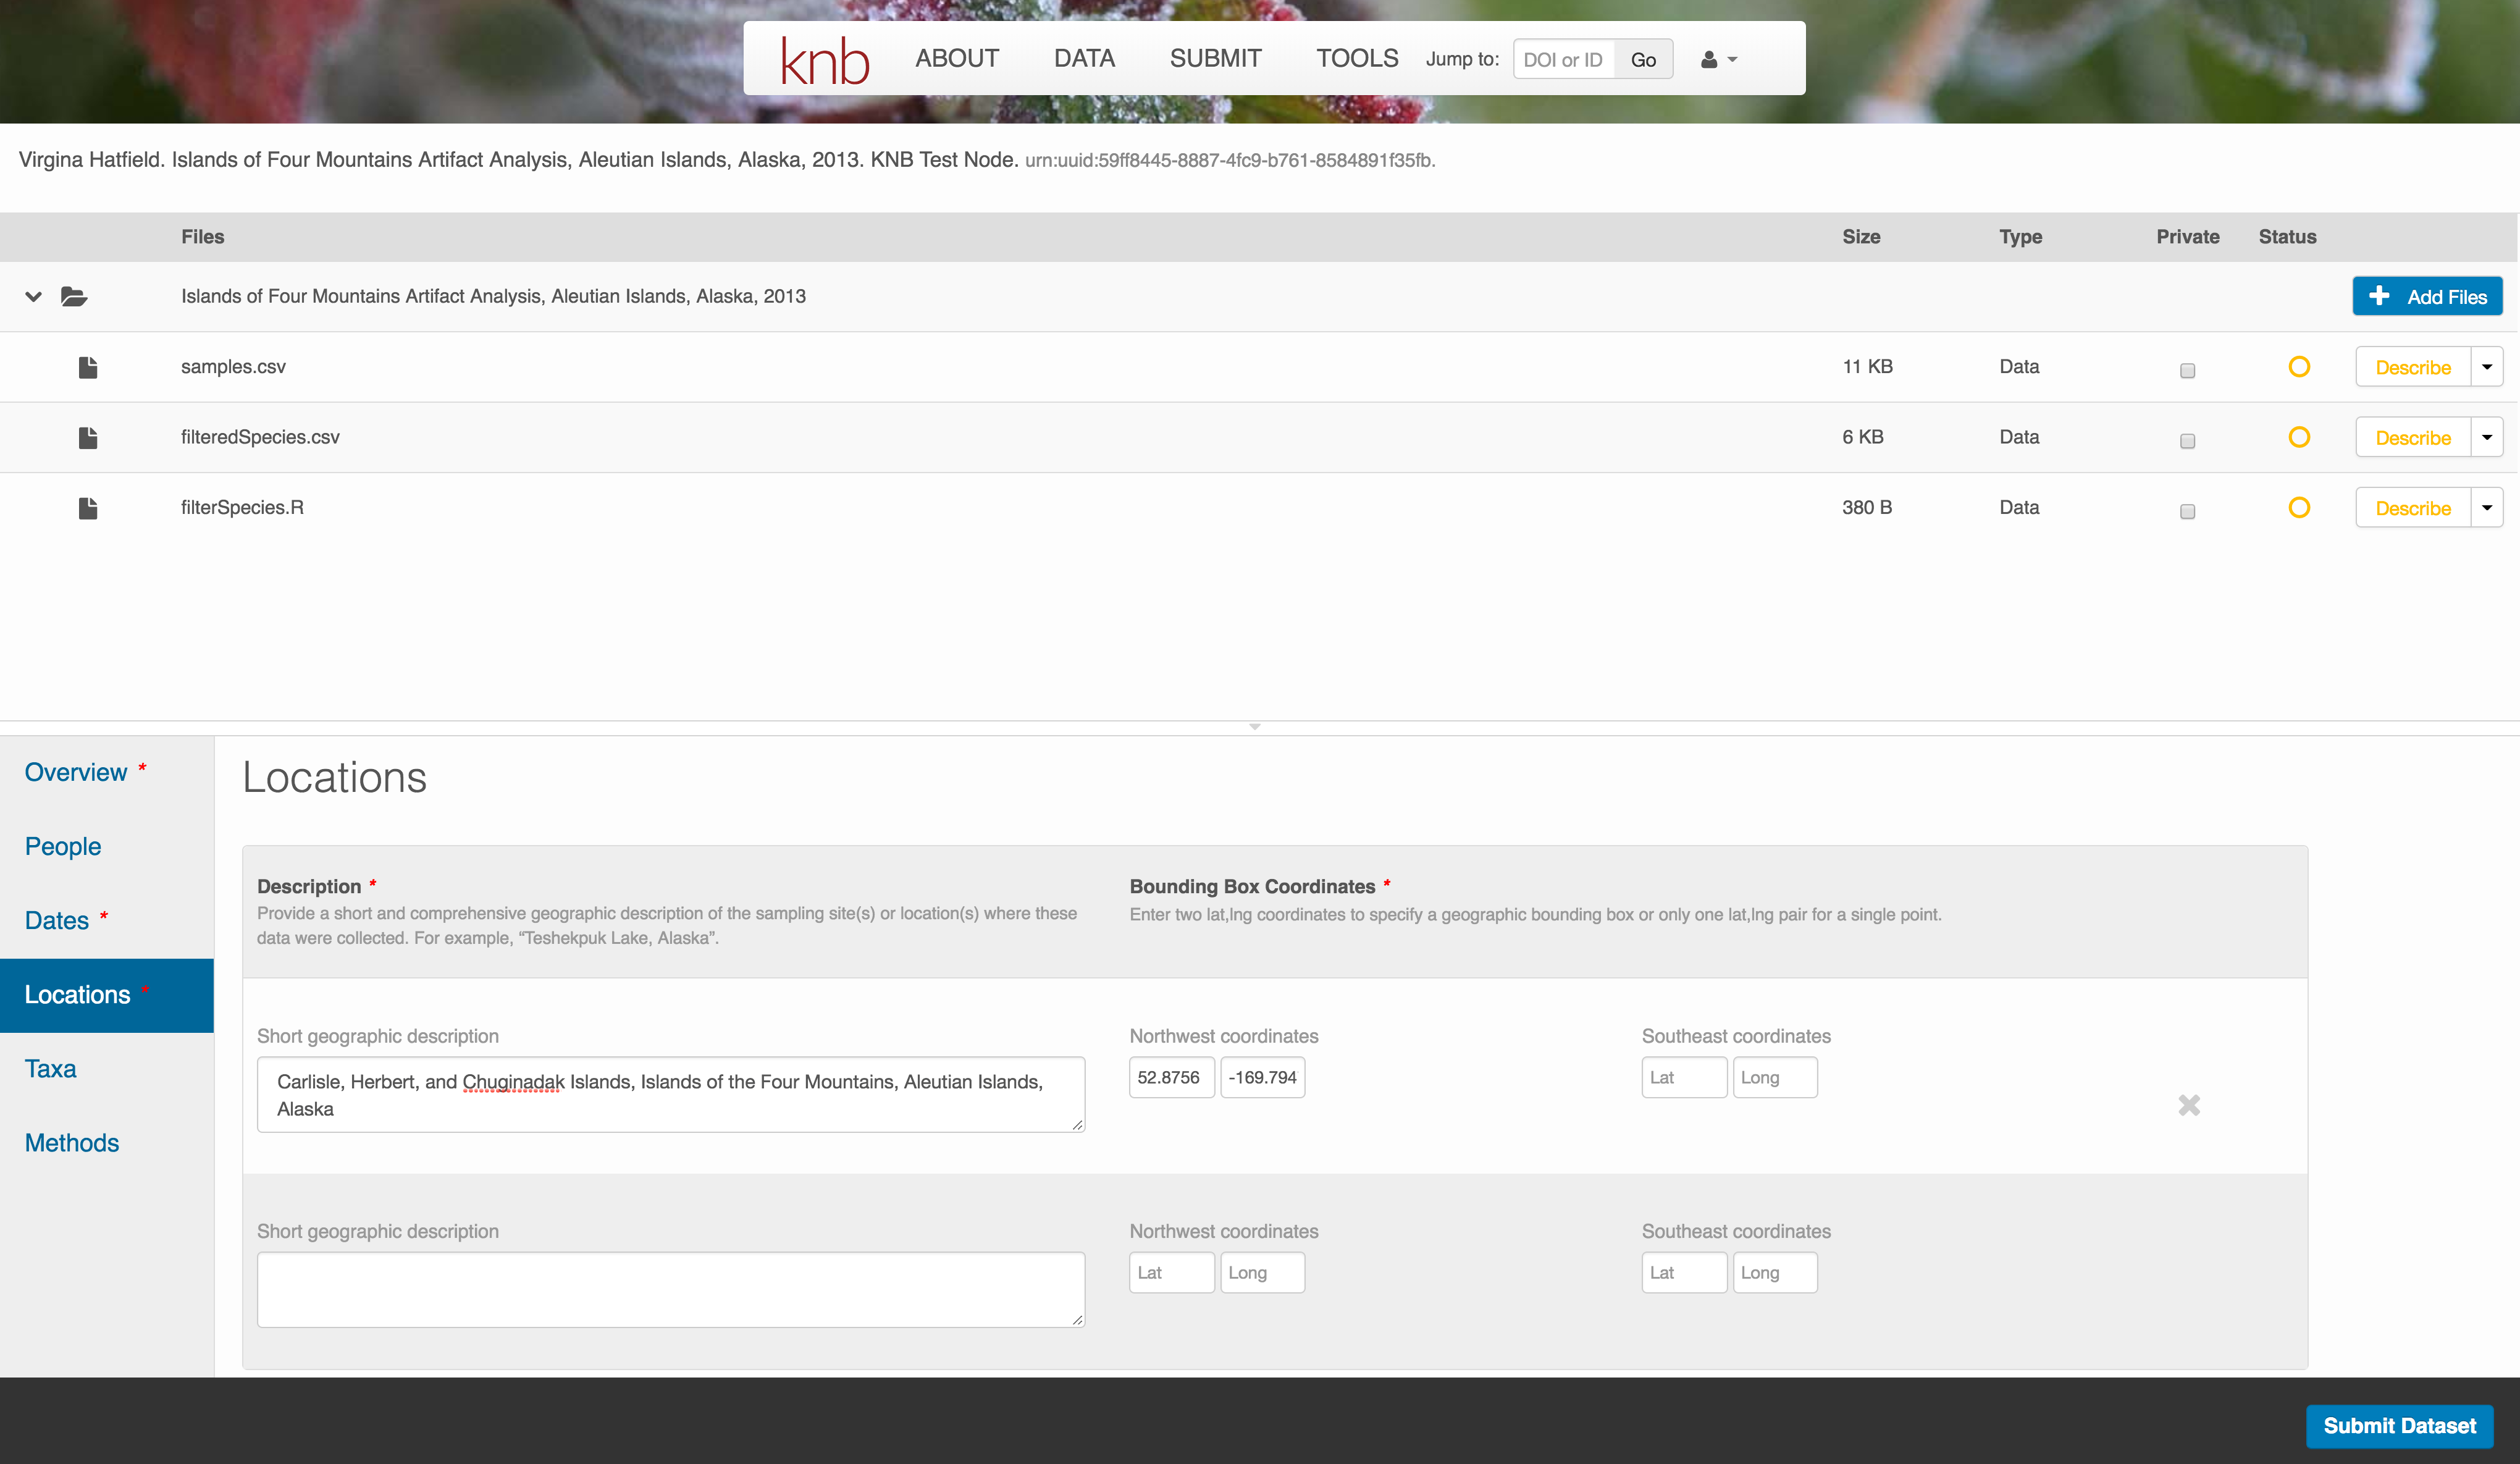 knb ABOUT DATA SUBMIT TOOLS Jump to: DOI or ID Go
Virgina Hatfield. Islands of Four Mountains Artifact Analysis, Aleutian Islands, Alaska, 2013. KNB Test Node. urn:uuid:59ff8445-8887-4fc9-b761-8584891f35fb.
Files Size Type Private Status
Islands of Four Mountains Artifact Analysis, Aleutian Islands, Alaska, 2013 Add Files
samples.csv 11 KB Data Describe
filteredSpecies.csv 6 KB Data Describe
filterSpecies.R 380 B Data Describe
Overview *
People
Dates *
Locations *
Taxa
Methods
Locations
Description * 
Provide a short and comprehensive geographic description of the sampling site(s) or location(s) where these
data were collected. For example, “Teshekpuk Lake, Alaska”.
Bounding Box Coordinates *
Enter two lat,lng coordinates to specify a geographic bounding box or only one lat,lng pair for a single point.
Short geographic description Northwest coordinates Southeast coordinates
Carlisle, Herbert, and Chuginadak Islands, Islands of the Four Mountains, Aleutian Islands,
Alaska
52.8756 -169.794 Lat Long
Short geographic description Northwest coordinates Southeast coordinates
Lat Long Lat Long
Submit Dataset